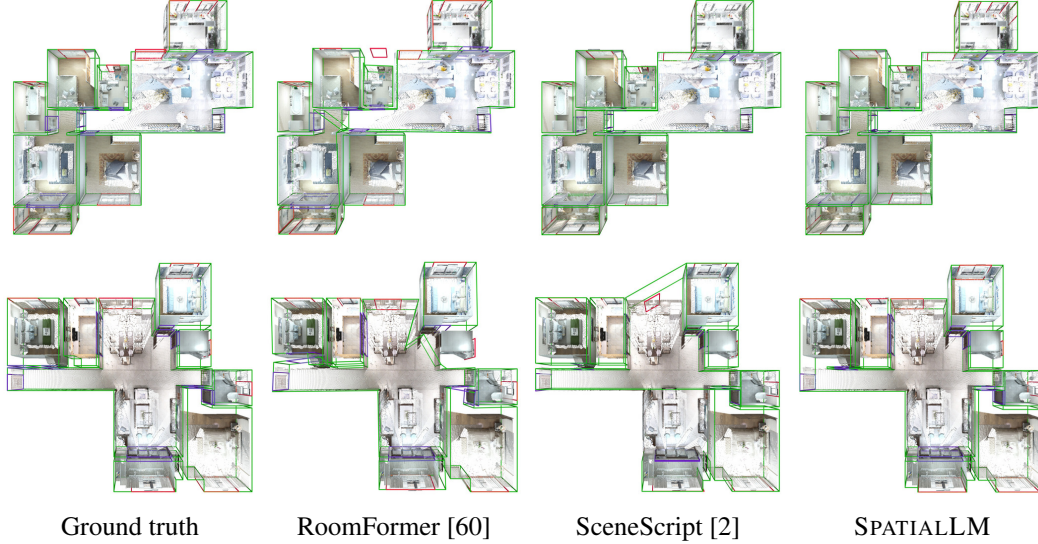 Ground truth
RoomFormer [60]
SceneScript [2]
SPATIALLM